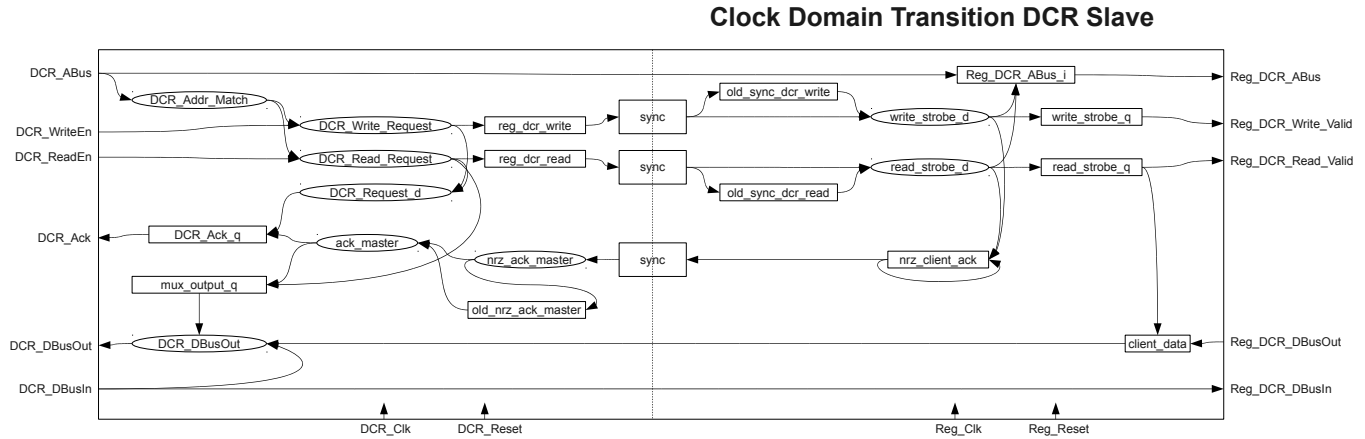 Clock Domain Transition DCR Slave
DCR_ABus
Reg_DCR_ABus_i
Reg_DCR_ABus
DCR_Addr_Match
old_sync_dcr_write
DCR_WriteEn
DCR_Write_Request
reg_dcr_write
sync
write_strobe_d
write_strobe_q
Reg_DCR_Write_Valid
DCR_ReadEn
DCR_Read_Request
reg_dcr_read
sync
read_strobe_d
read_strobe_q
Reg_DCR_Read_Valid
DCR_Request_d
old_sync_dcr_read
DCR_Ack
DCR_Ack_q
ack_master
nrz_ack_master
sync
nrz_client_ack
mux_output_q
old_nrz_ack_master
DCR_DBusOut
DCR_DBusOut
client_data
Reg_DCR_DBusOut
DCR_DBusIn
Reg_DCR_DBusIn
DCR_Clk
DCR_Reset
Reg_Clk
Reg_Reset